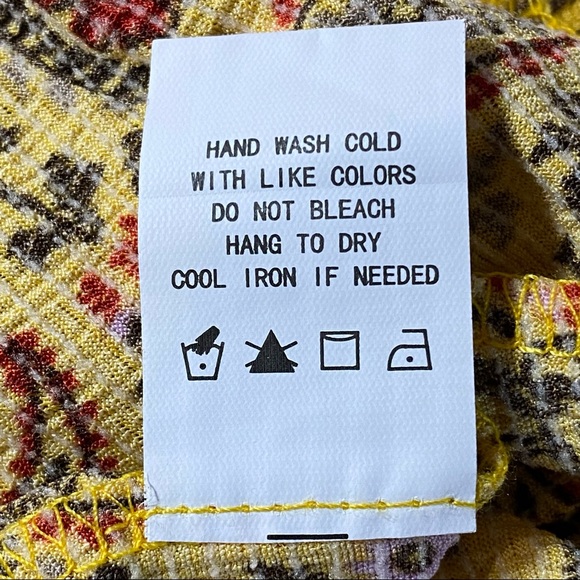 HAND WASH COLD
WITH LIKE COLORS
DO NOT BLEACH
HANG TO DRY
COOL IRON IF NEEDED